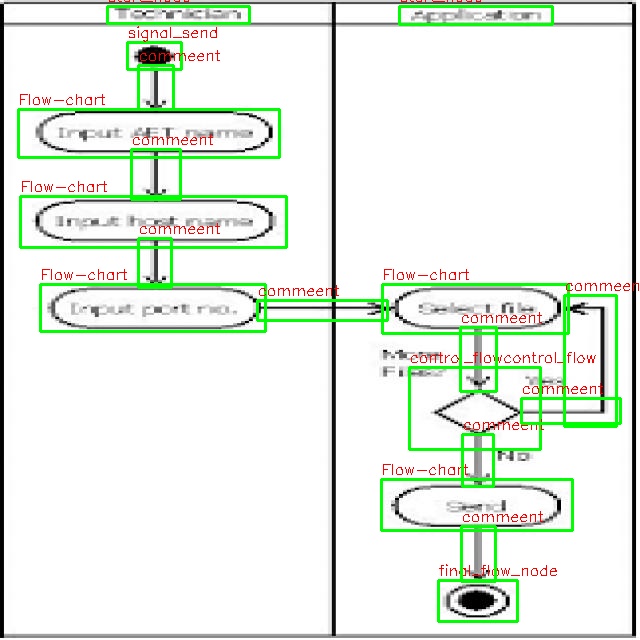 Technician
Application
signal_send
commeent
Flow-chart
Input AET name
commeent
Flow-chart
Input host name
commeent
Flow-chart
Input port no.
commeent
Flow-chart
Select file
commeent
commeent
More
Files?
control_flowcontrol_flow
Yes
commeent
commeent
No
Flow-chart
Send
commeent
final_flow_node